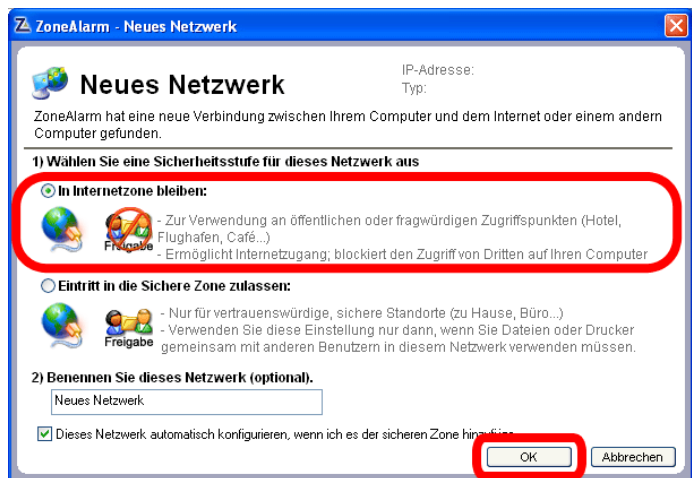 ZoneAlarm - Neues Netzwerk
Neues Netzwerk
IP-Adresse:
Typ:
ZoneAlarm hat eine neue Verbindung zwischen Ihrem Computer und dem Internet oder einem andern
Computer gefunden.
1) Wählen Sie eine Sicherheitsstufe für dieses Netzwerk aus
In Internetzone bleiben:
Freigabe
- Zur Verwendung an öffentlichen oder fragwürdigen Zugriffspunkten (Hotel,
Flughafen, Café...)
- Ermöglicht Internetzugang; blockiert den Zugriff von Dritten auf Ihren Computer
Eintritt in die Sichere Zone zulassen:
Freigabe
- Nur für vertrauenswürdige, sichere Standorte (zu Hause, Büro...)
- Verwenden Sie diese Einstellung nur dann, wenn Sie Dateien oder Drucker
gemeinsam mit anderen Benutzern in diesem Netzwerk verwenden müssen.
2) Benennen Sie dieses Netzwerk (optional).
Neues Netzwerk
Dieses Netzwerk automatisch konfigurieren, wenn ich es der sicheren Zone
OK
Abbrechen